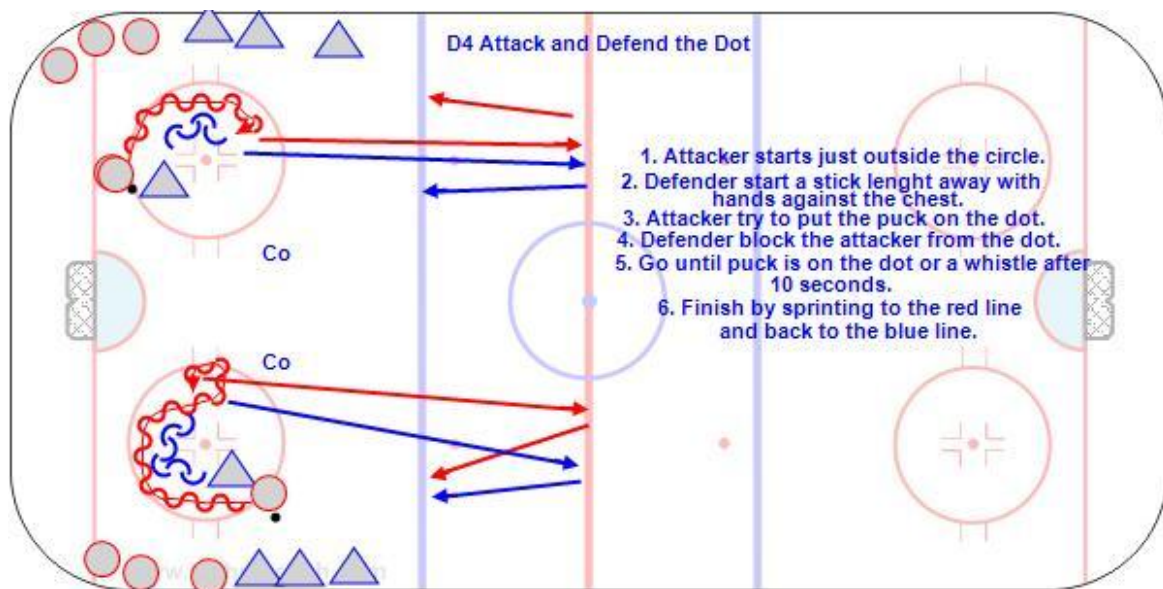 D4 Attack and Defend the Dot
1. Attacker starts just outside the circle.
2. Defender start a stick lenght away with
hands against the chest.
3. Attacker try to put the puck on the dot.
4. Defender block the attacker from the dot.
5. Go until puck is on the dot or a whistle after
10 seconds.
6. Finish by sprinting to the red line
and back to the blue line.
Co
Co